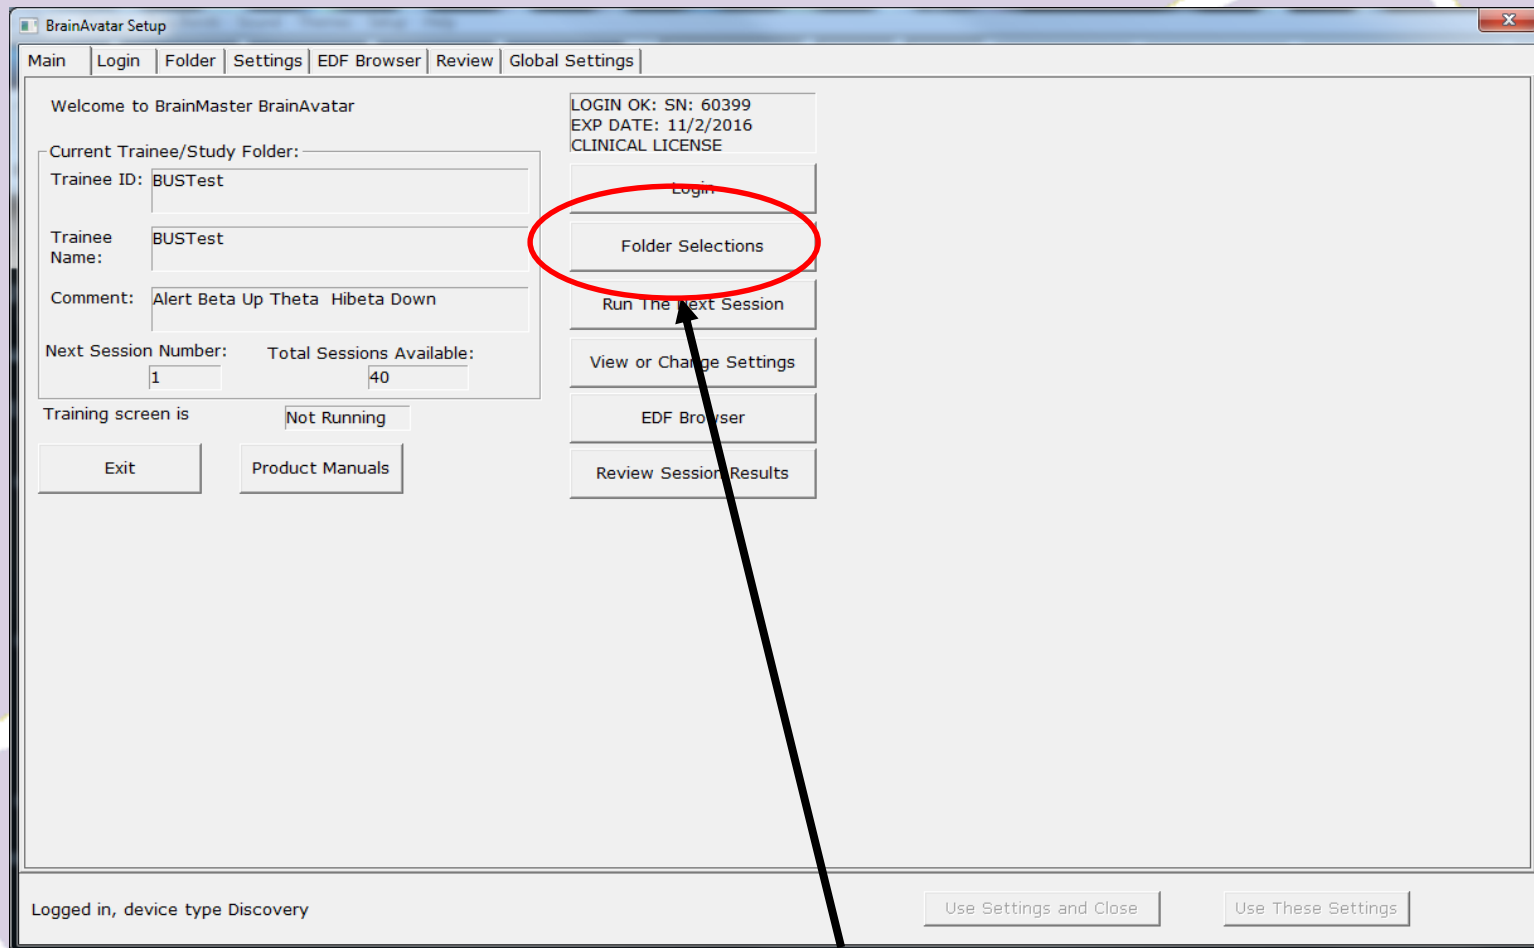 BrainAvatar Setup
Main Login Folder Settings EDF Browser Review Global Settings
Welcome to BrainMaster BrainAvatar
Current Trainee/Study Folder:
Trainee ID: BUSTest
Trainee Name: BUSTest
Comment: Alert Beta Up Theta  Hibeta Down
Next Session Number: 1
Total Sessions Available: 40
Training screen is Not Running
Exit Product Manuals
LOGIN OK: SN: 60399
EXP DATE: 11/2/2016
CLINICAL LICENSE
Login
Folder Selections
Run The Next Session
View or Change Settings
EDF Browser
Review Session Results
Logged in, device type Discovery
Use Settings and Close Use These Settings